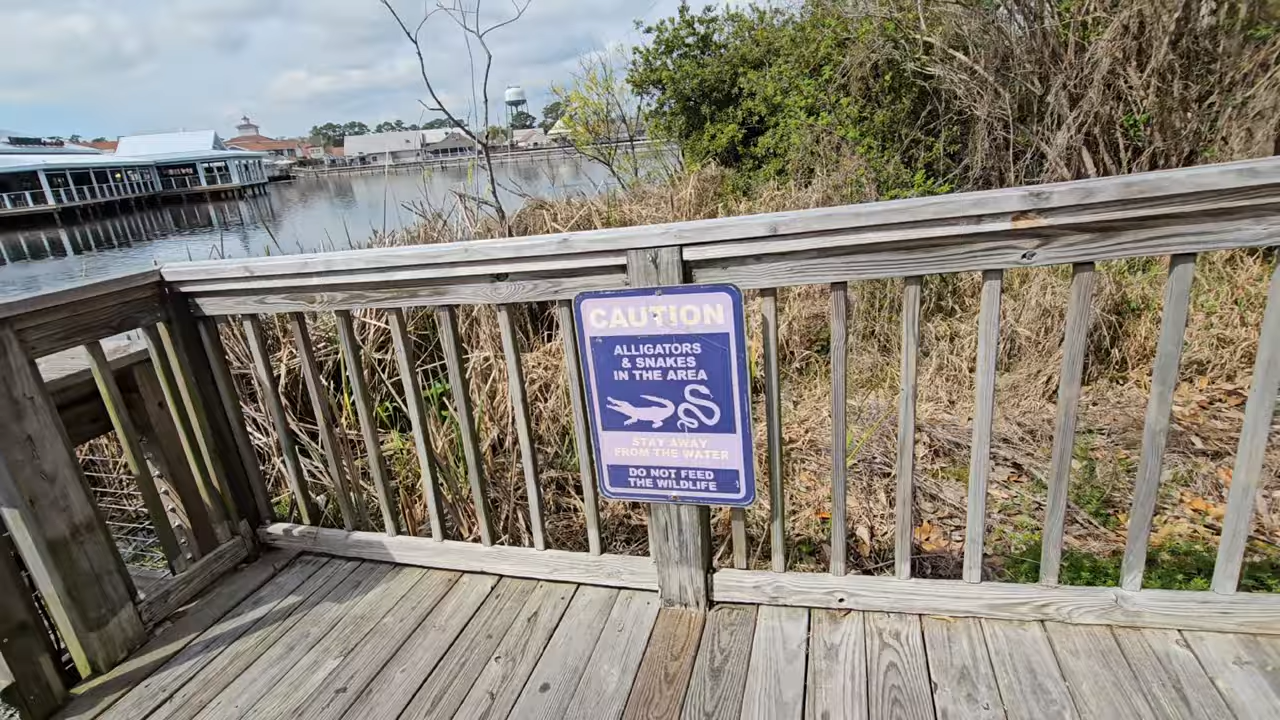 CAUTION
ALLIGATORS
& SNAKES
IN THE AREA
STAY AWAY
FROM THE WATER
DO NOT FEED
THE WILDLIFE